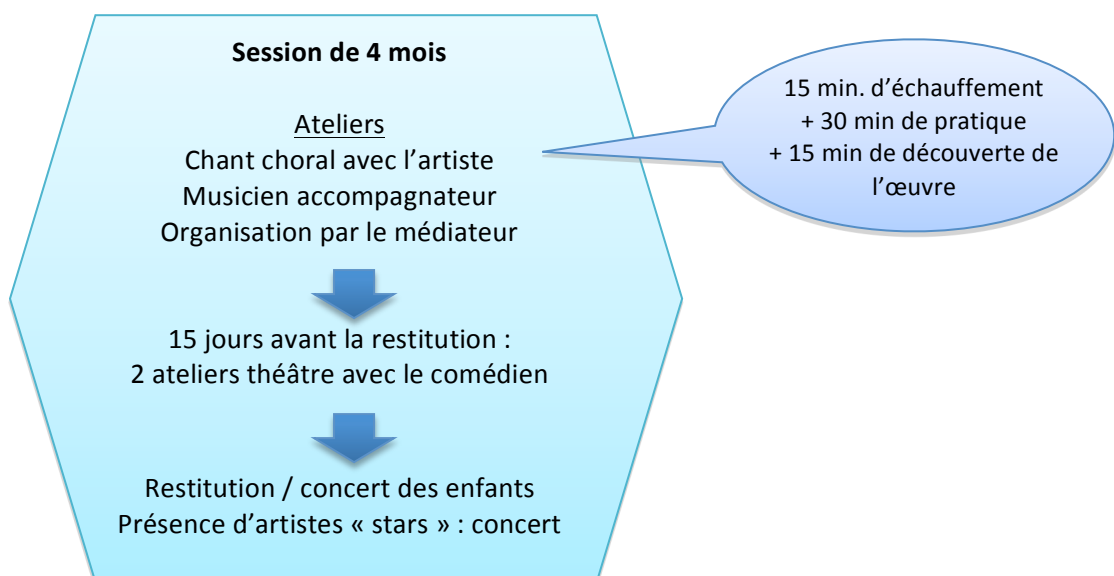 Session de 4 mois
Ateliers
Chant choral avec l’artiste
Musicien accompagnateur
Organisation par le médiateur
15 min. d’échauffement
+ 30 min de pratique
+ 15 min de découverte de
l’œuvre
15 jours avant la restitution :
2 ateliers théâtre avec le comédien
Restitution / concert des enfants
Présence d’artistes « stars » : concert